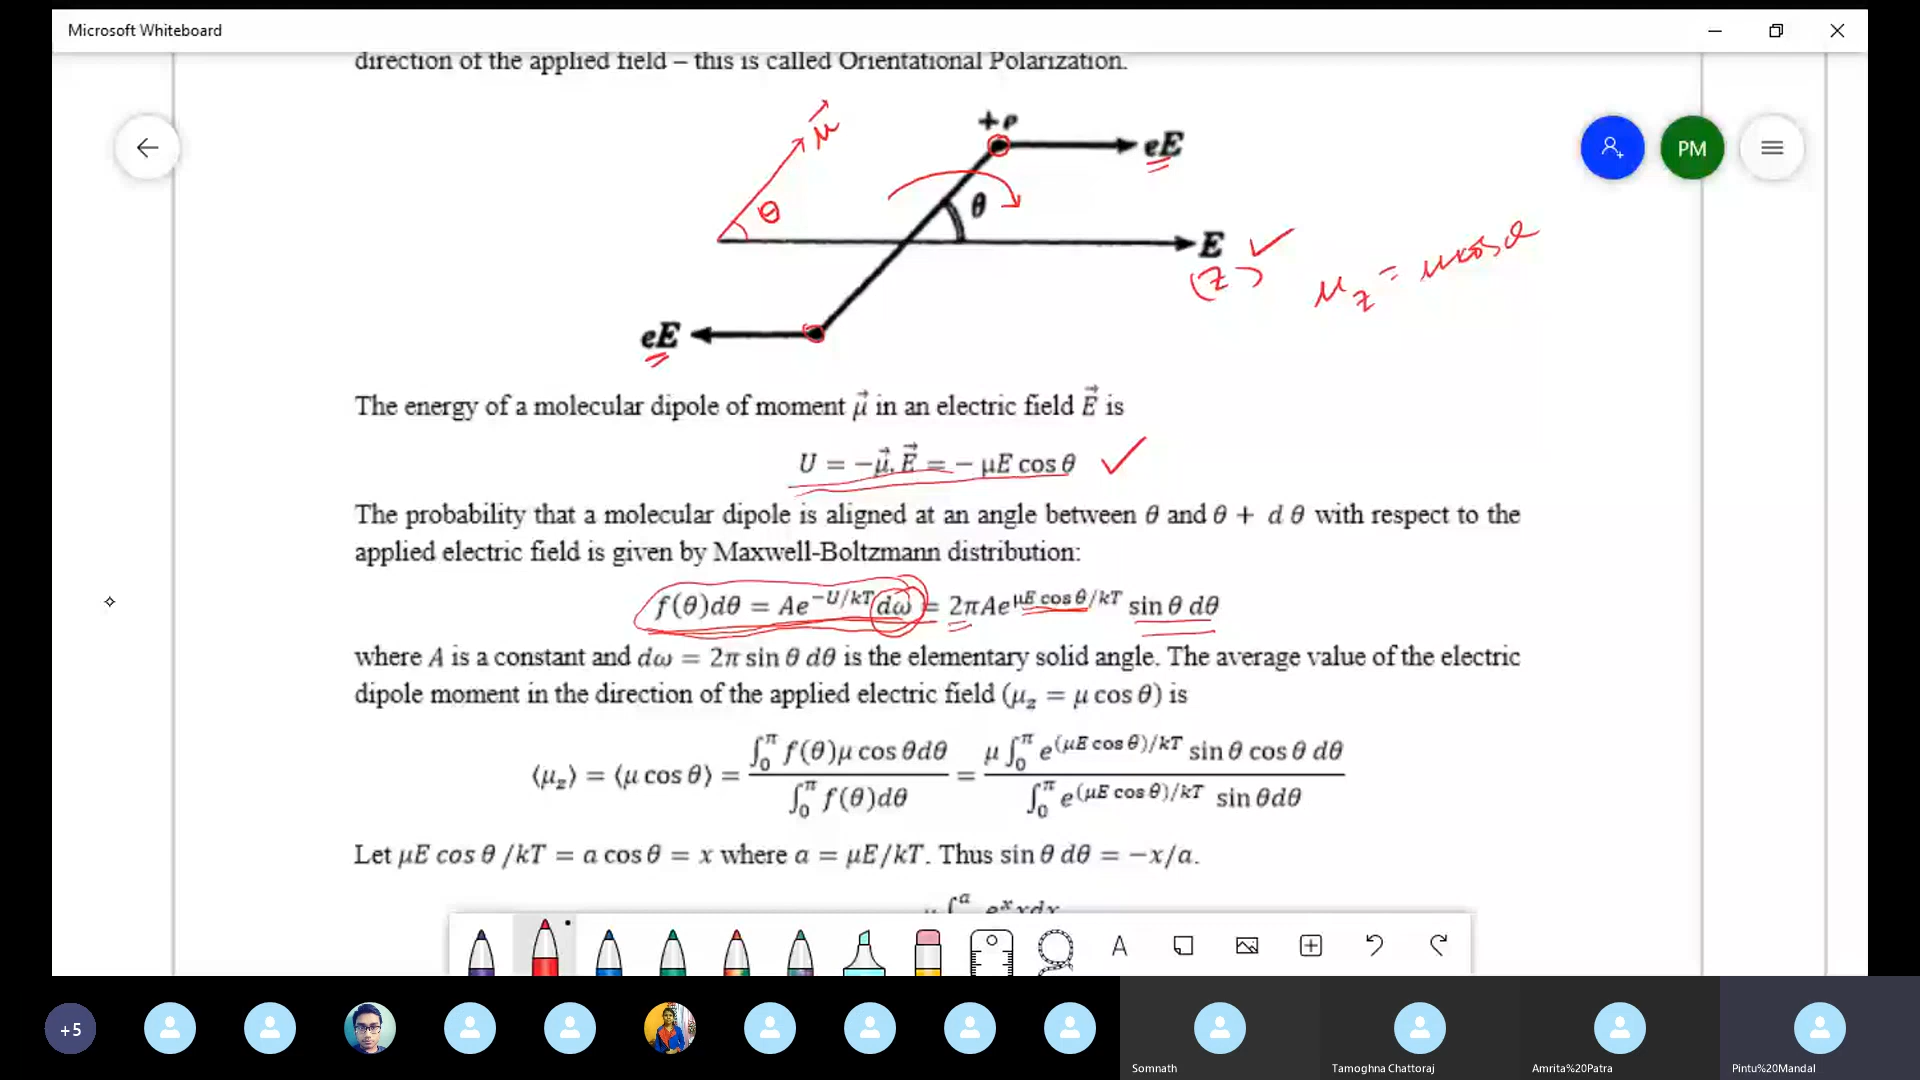 Microsoft Whiteboard
direction of the applied field – this is called Orientational Polarization.
μ⃗
+e
eE
PM
θ
θ
E
(z)
μz = μcosθ
eE
The energy of a molecular dipole of moment μ⃗ in an electric field E⃗ is
U = −μ⃗. E⃗ = − μE cos θ
The probability that a molecular dipole is aligned at an angle between θ and θ + d θ with respect to the
applied electric field is given by Maxwell-Boltzmann distribution:
f(θ)dθ = Ae^−U/kT dω = 2πAe^μE cos θ/kT sin θ dθ
where A is a constant and dω = 2π sin θ dθ is the elementary solid angle. The average value of the electric
dipole moment in the direction of the applied electric field (μz = μ cos θ) is
⟨μz⟩ = ⟨μ cos θ⟩ = ∫₀^π f(θ)μ cos θdθ / ∫₀^π f(θ)dθ = μ ∫₀^π e^(μE cos θ)/kT sin θ cos θ dθ / ∫₀^π e^(μE cos θ)/kT sin θdθ
Let μE cos θ /kT = a cos θ = x where a = μE/kT. Thus sin θ dθ = −x/a.
A
+5
Somnath
Tamoghna Chattoraj
Amrita%20Patra
Pintu%20Mandal